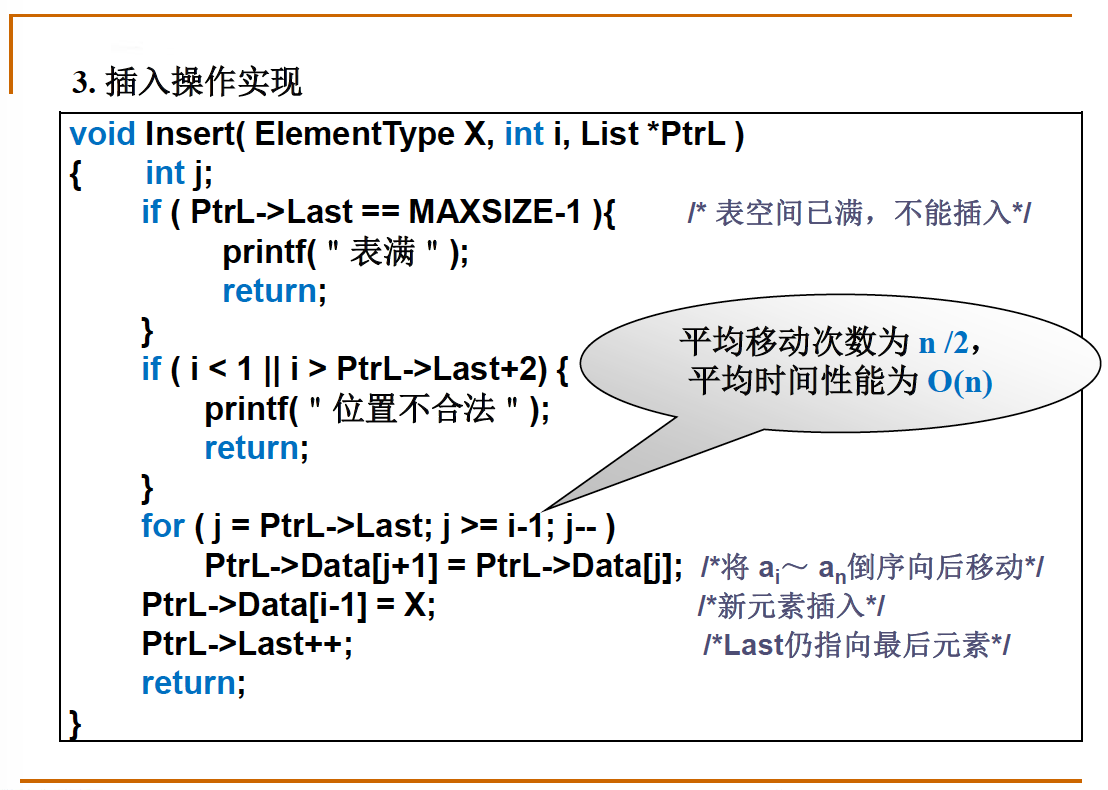 3. 插入操作实现
void Insert( ElementType X, int i, List *PtrL )
{ int j;
if ( PtrL->Last == MAXSIZE-1 ){ /* 表空间已满，不能插入*/
printf( " 表满 " );
return;
}
if ( i < 1 || i > PtrL->Last+2) {
printf( " 位置不合法 " );
return;
}
平均移动次数为 n /2，
平均时间性能为 O(n)
for ( j = PtrL->Last; j >= i-1; j-- )
PtrL->Data[j+1] = PtrL->Data[j]; /*将 ai～ an倒序向后移动*/
PtrL->Data[i-1] = X; /*新元素插入*/
PtrL->Last++; /*Last仍指向最后元素*/
return;
}